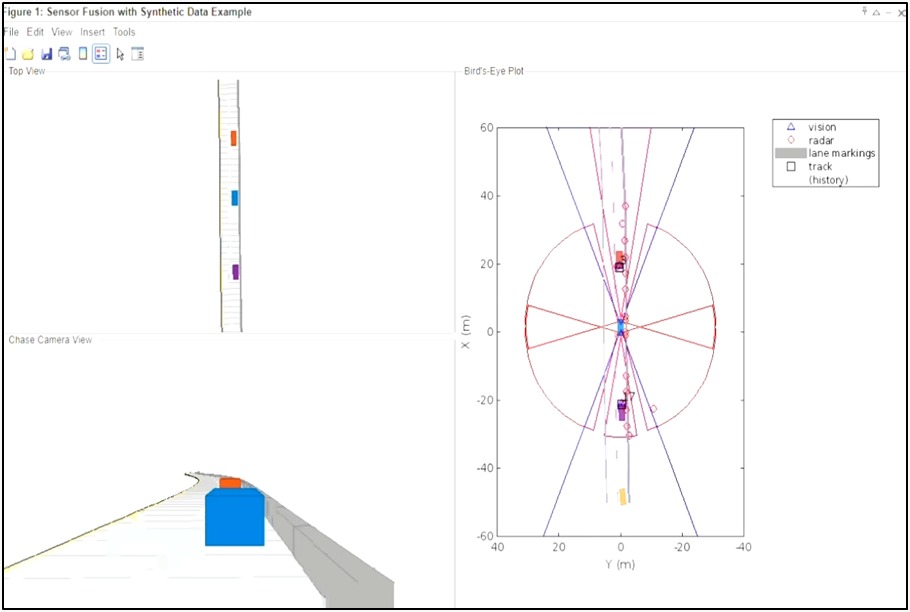 Figure 1: Sensor Fusion with Synthetic Data Example
File Edit View Insert Tools
Top View
Bird's-Eye Plot
vision
radar
lane markings
track
(history)
60
40
20
0
-20
-40
-60
X (m)
40 20 0 -20 -40
Y (m)
Chase Camera View